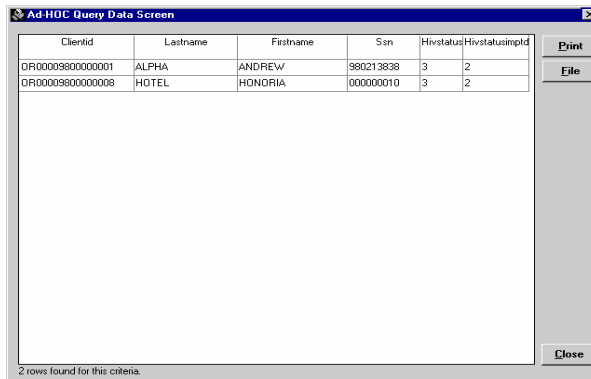 Ad-HOC Query Data Screen
Clientid Lastname Firstname Ssn Hivstatus Hivstatusimptd
OR00009800000001 ALPHA ANDREW 980213838 3 2
OR00009800000008 HOTEL HONORIA 000000010 3 2
Print
File
Close
2 rows found for this criteria.